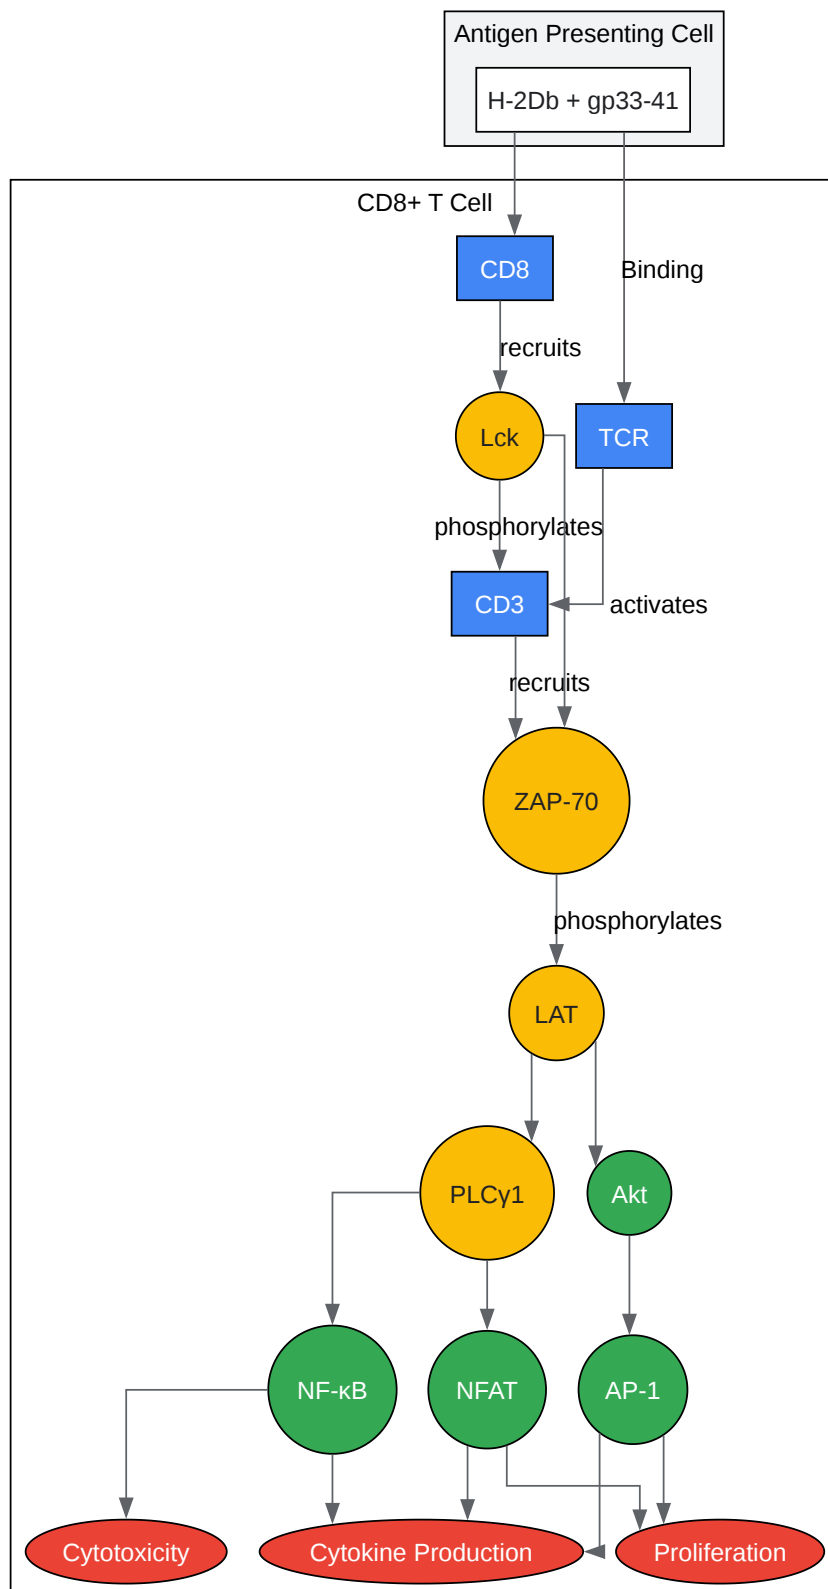 Antigen Presenting Cell
H-2Db + gp33-41
CD8+ T Cell
CD8
Binding
recruits
Lck
TCR
phosphorylates
CD3
activates
recruits
ZAP-70
phosphorylates
LAT
PLCγ1
Akt
NF-κB
NFAT
AP-1
Cytotoxicity
Cytokine Production
Proliferation